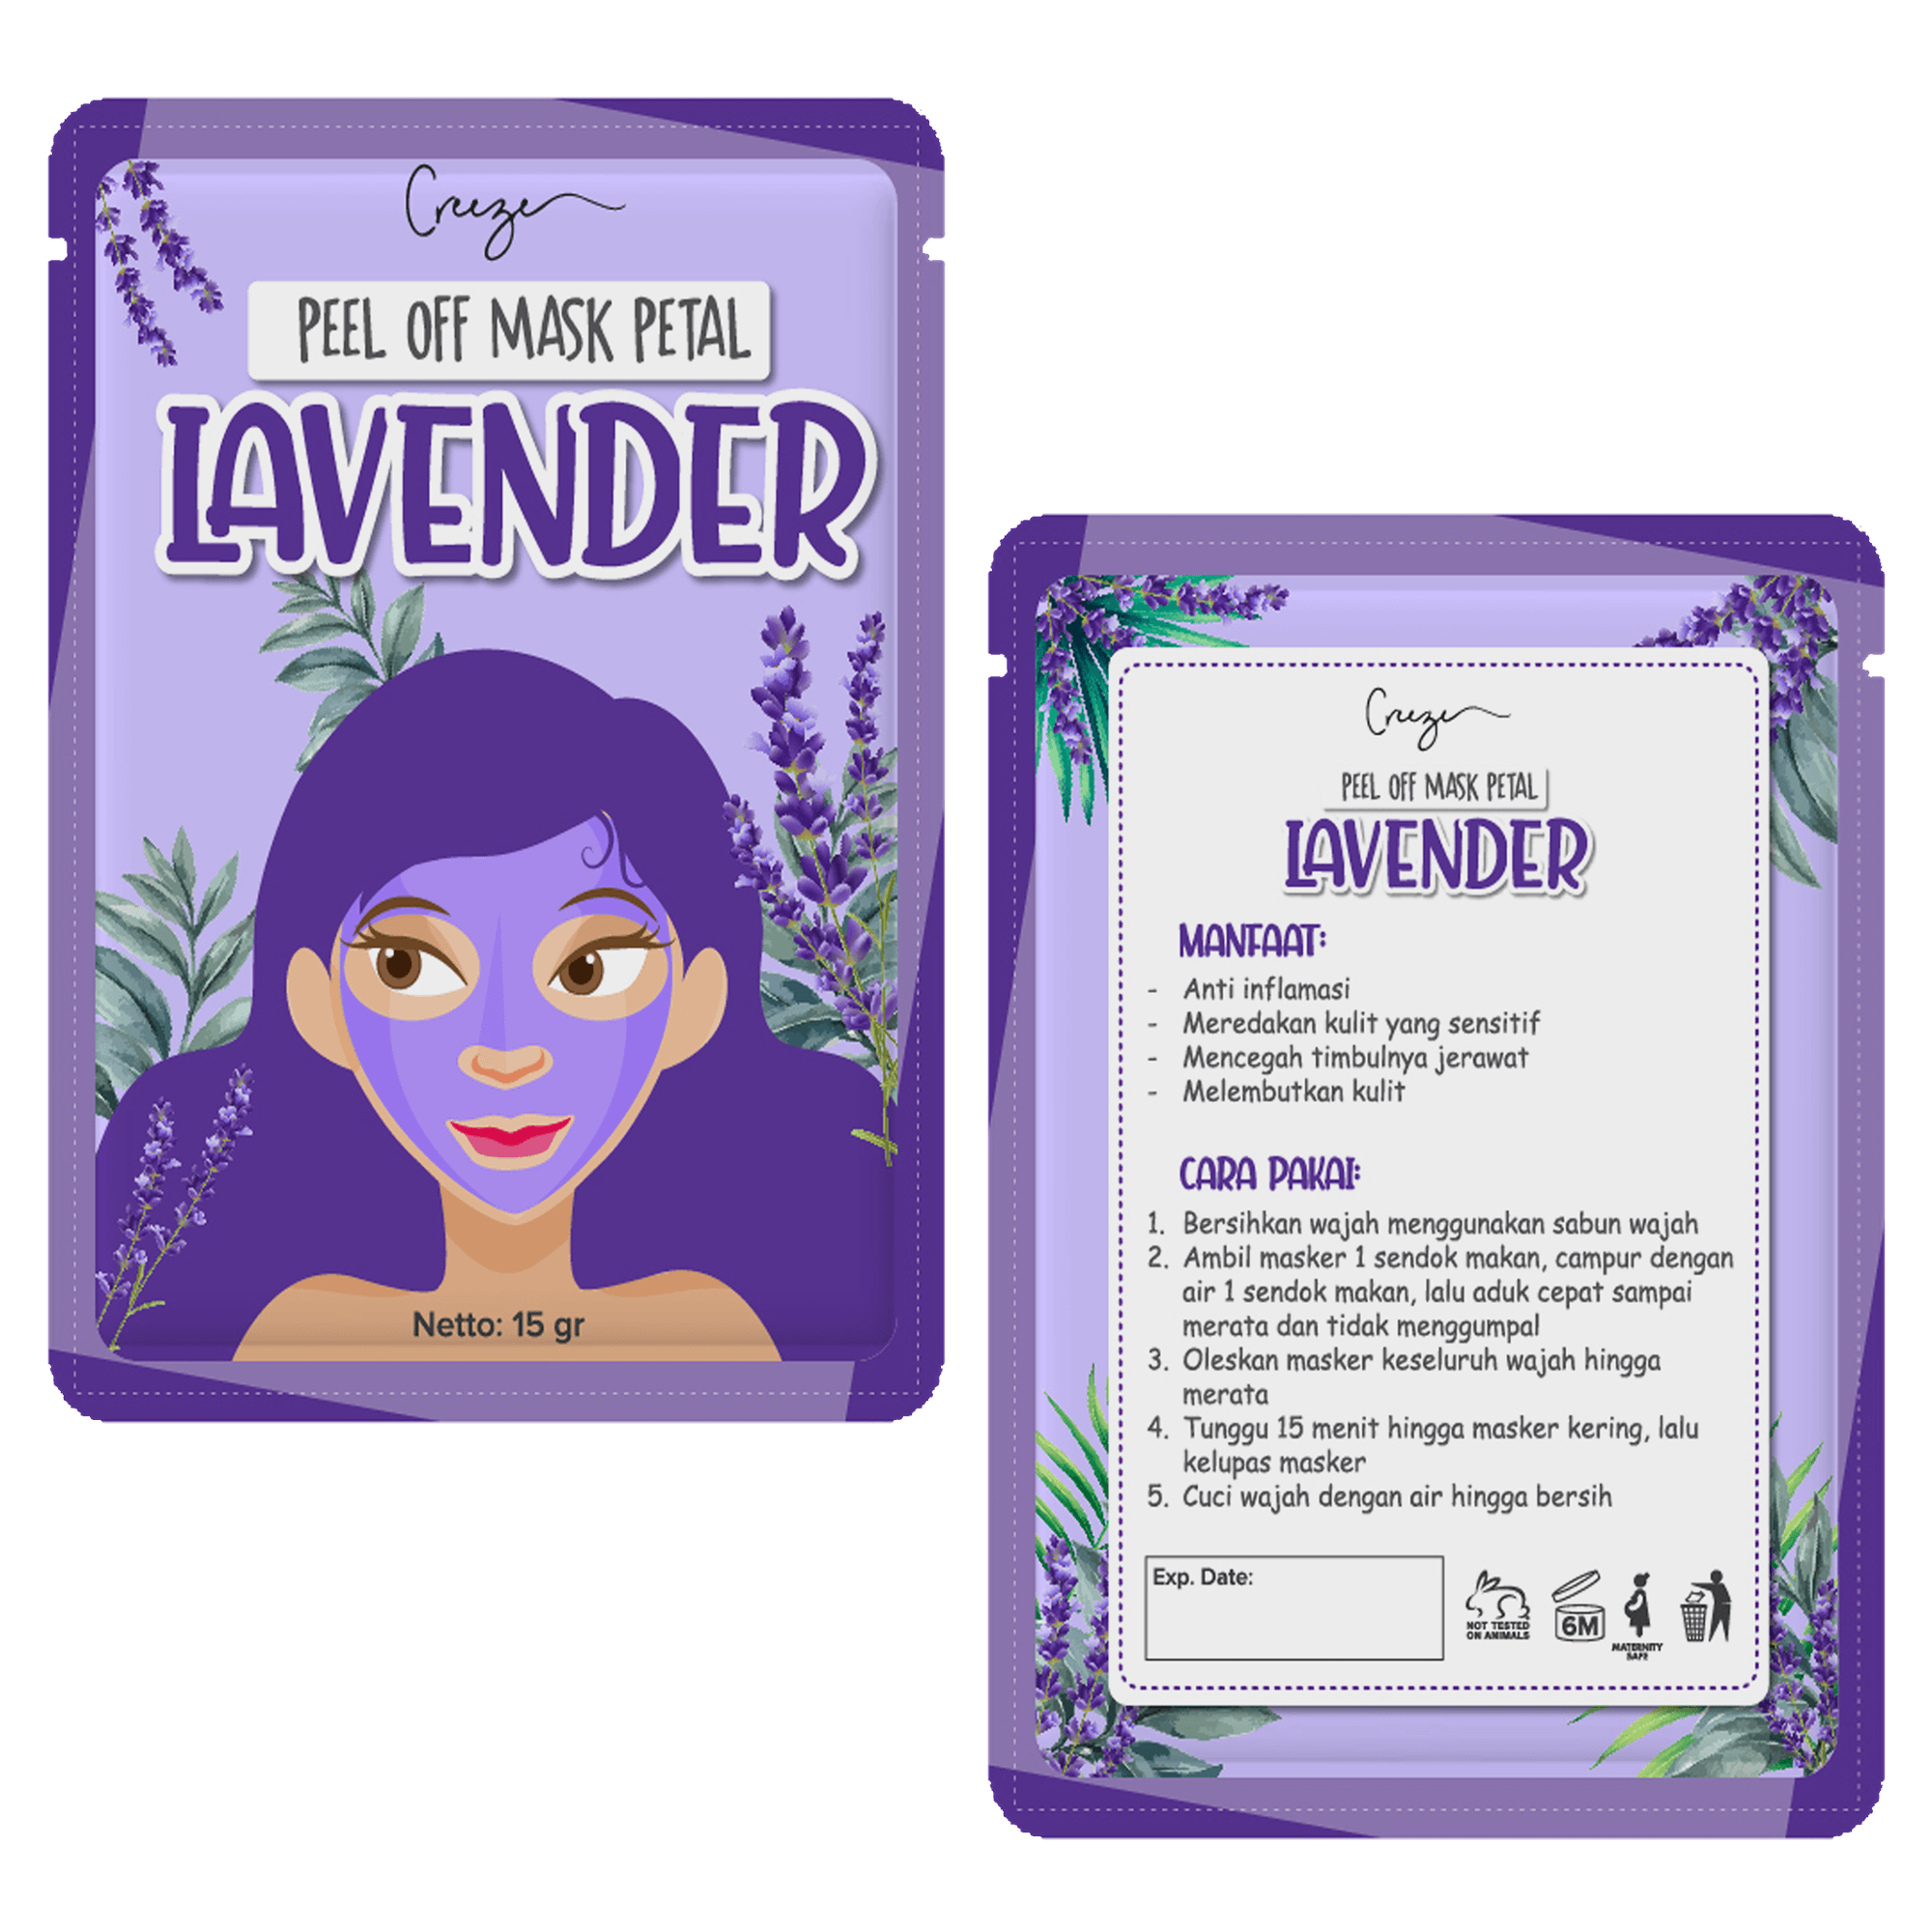 Creeze
PEEL OFF MASK PETAL
LAVENDER
Netto: 15 gr
Creeze
PEEL OFF MASK PETAL
LAVENDER
MANFAAT:
- Anti inflamasi
- Meredakan kulit yang sensitif
- Mencegah timbulnya jerawat
- Melembutkan kulit
CARA PAKAI:
1. Bersihkan wajah menggunakan sabun wajah
2. Ambil masker 1 sendok makan, campur dengan
air 1 sendok makan, lalu aduk cepat sampai
merata dan tidak menggumpal
3. Oleskan masker keseluruh wajah hingga
merata
4. Tunggu 15 menit hingga masker kering, lalu
kelupas masker
5. Cuci wajah dengan air hingga bersih
Exp. Date:
NOT TESTED
ON ANIMALS
6M
MATERNITY
SAFE